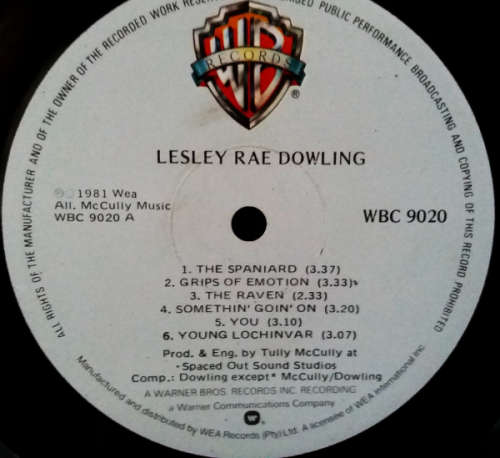 ALL RIGHTS OF THE MANUFACTURER AND OF THE OWNER OF THE RECORDED WORK PUBLIC PERFORMANCE BROADCASTING AND COPYING OF THIS RECORD PROHIBITED
WB
RECORDS
®
LESLEY RAE DOWLING
℗© 1981 Wea
All. McCully Music
WBC 9020 A
WBC 9020
1. THE SPANIARD (3.37)
2. GRIPS OF EMOTION (3.33)*
3. THE RAVEN (2.33)
4. SOMETHIN' GOIN' ON (3.20)
5. YOU (3.10)
6. YOUNG LOCHINVAR (3.07)
Prod. & Eng. by Tully McCully at
Spaced Out Sound Studios
Comp.: Dowling except* McCully/Dowling
A WARNER BROS. RECORDS INC. RECORDING
a Warner Communications Company
Manufactured and distributed by WEA Records (Pty) Ltd. A licensee of WEA International Inc.